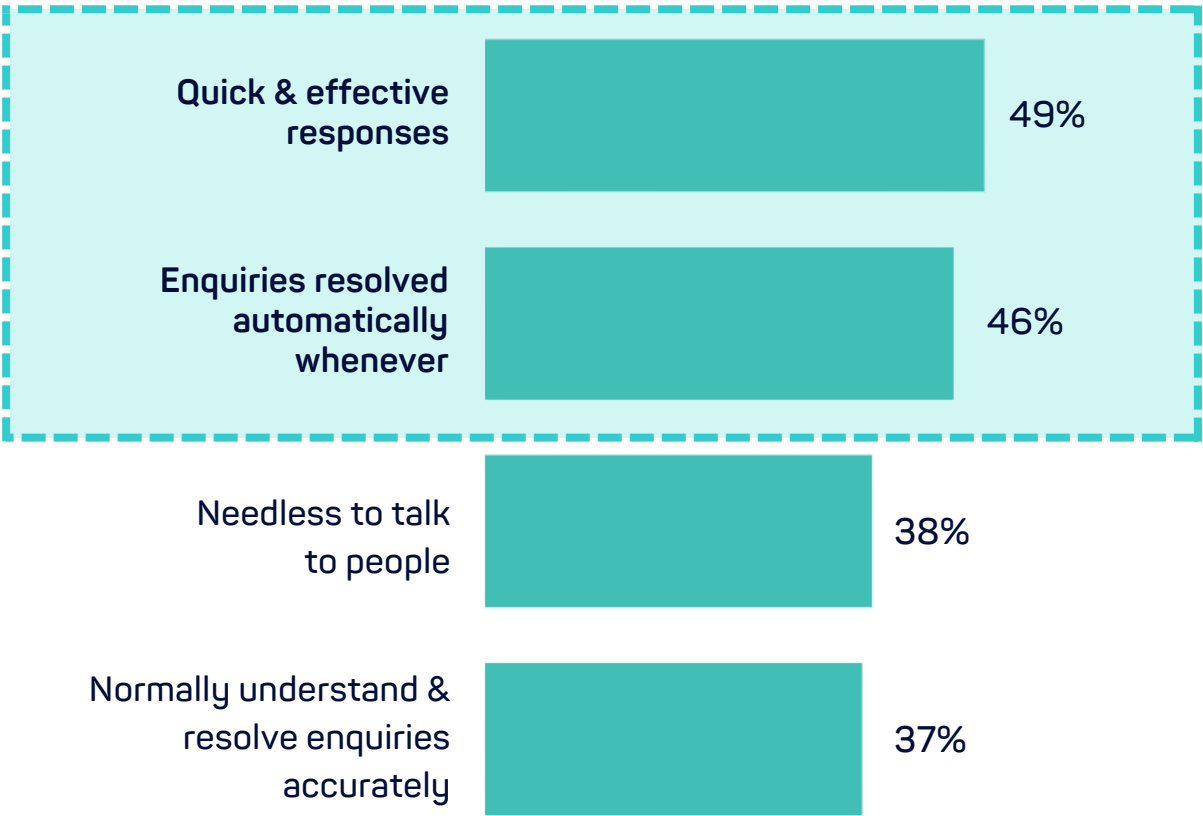 Quick & effective
responses
49%
Enquiries resolved
automatically
whenever
46%
Needless to talk
to people
38%
Normally understand &
resolve enquiries
accurately
37%